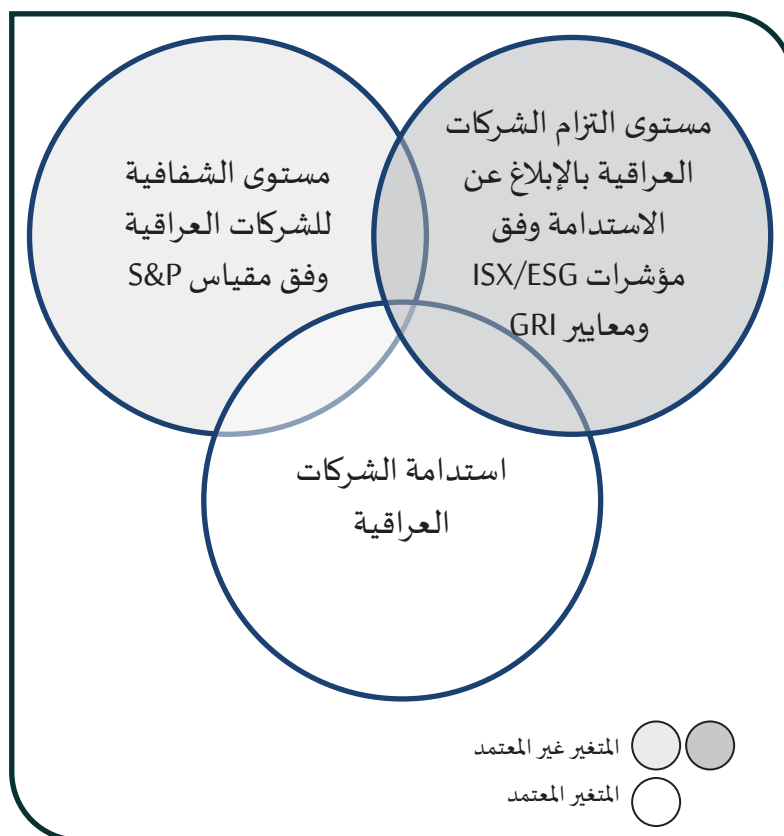 مستوى التزام الشركات
العراقية بالإبلاغ عن
الاستدامة وفق
مؤشرات ISX/ESG
ومعايير GRI
مستوى الشفافية
للشركات العراقية
وفق مقياس S&P
استدامة الشركات
العراقية
المتغير غير المعتمد
المتغير المعتمد